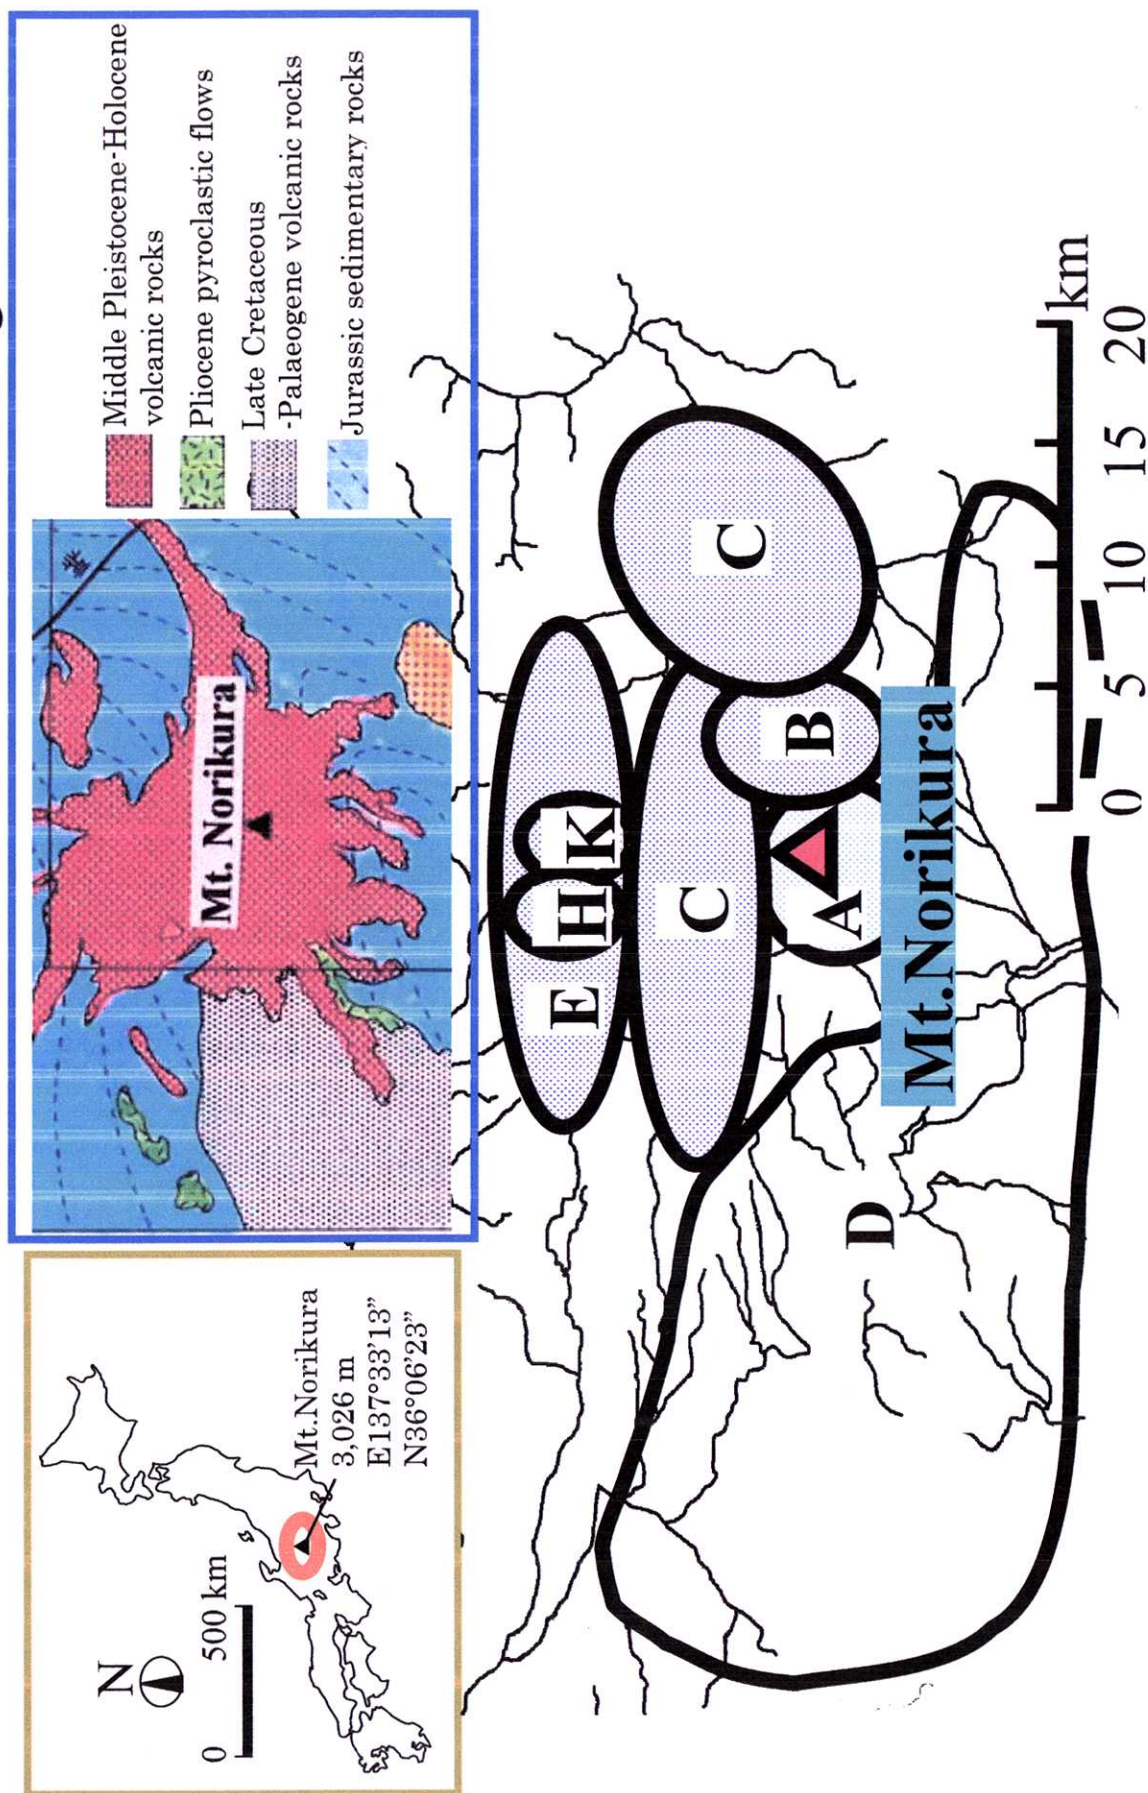 N
0 500 km
Mt.Norikura
3,026 m
E137°33’13”
N36°06’23”
Mt. Norikura
Middle Pleistocene-Holocene
volcanic rocks
Pliocene pyroclastic flows
Late Cretaceous
-Palaeogene volcanic rocks
Jurassic sedimentary rocks
E
H
K
C
C
B
A
D
Mt.Norikura
km
0 5 10 15 20